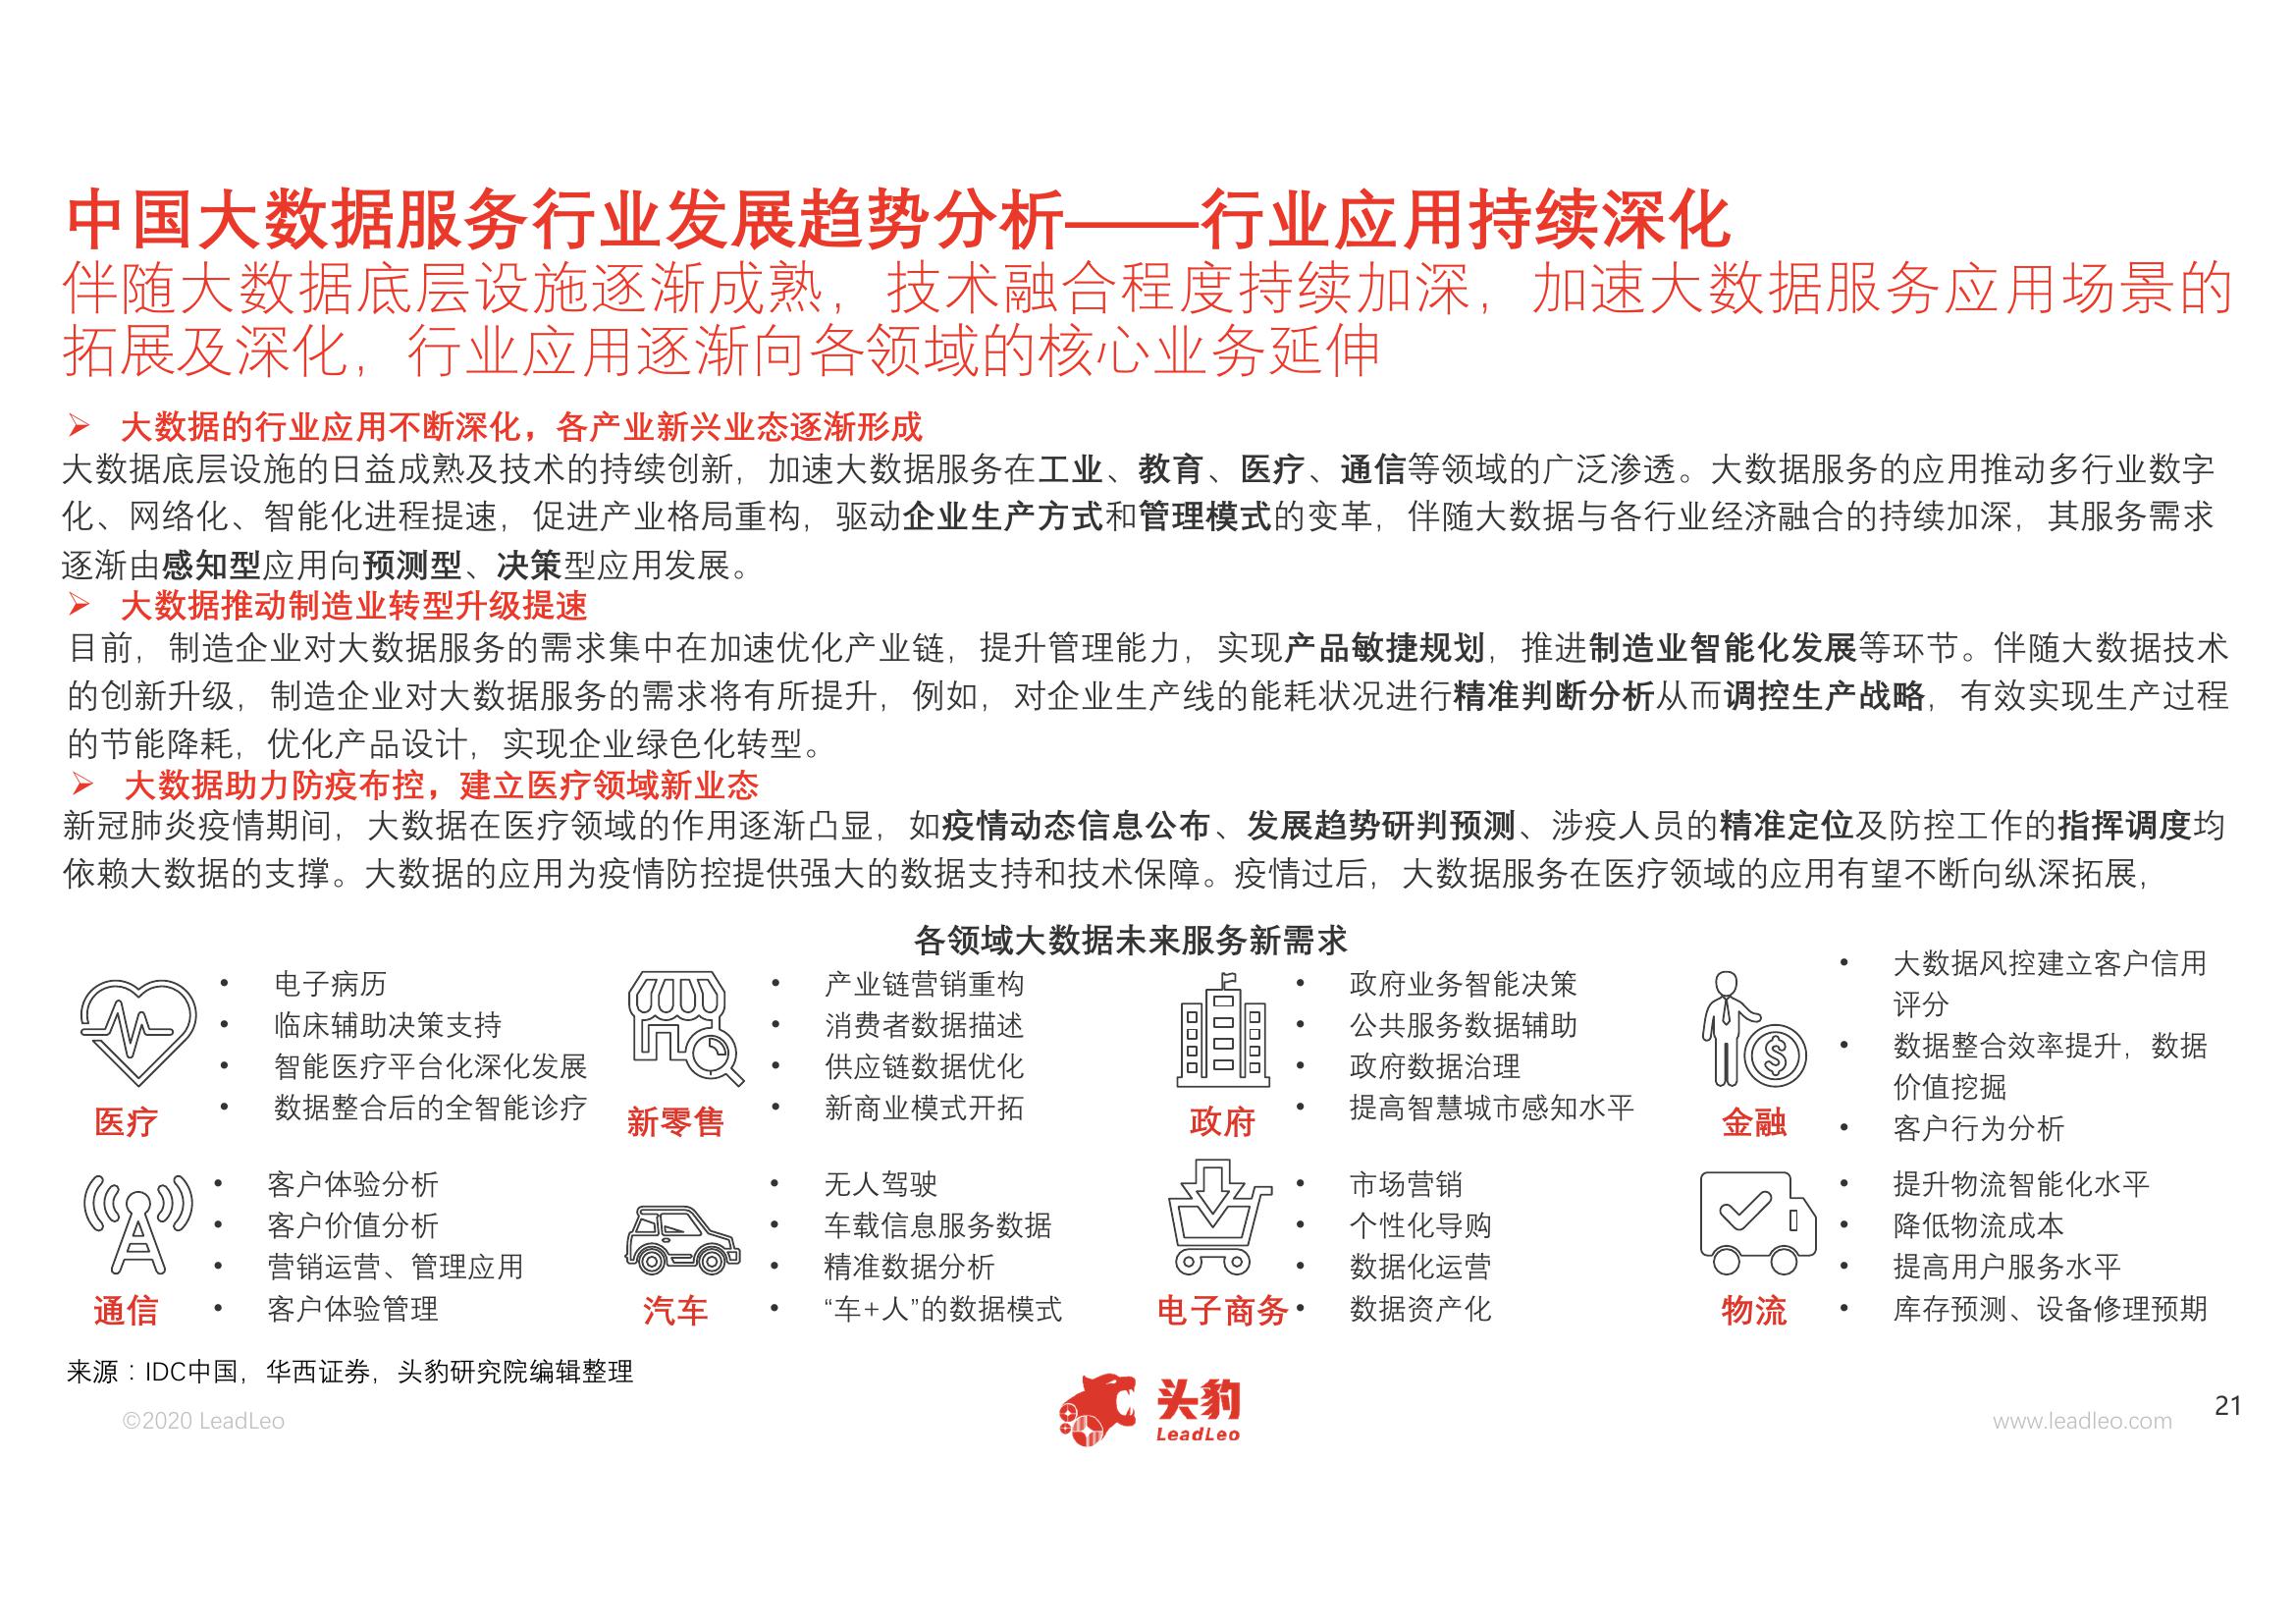 中国大数据服务行业发展趋势分析——行业应用持续深化
伴随大数据底层设施逐渐成熟，技术融合程度持续加深，加速大数据服务应用场景的
拓展及深化，行业应用逐渐向各领域的核心业务延伸
➢ 大数据的行业应用不断深化，各产业新兴业态逐渐形成
大数据底层设施的日益成熟及技术的持续创新，加速大数据服务在工业、教育、医疗、通信等领域的广泛渗透。大数据服务的应用推动多行业数字
化、网络化、智能化进程提速，促进产业格局重构，驱动企业生产方式和管理模式的变革，伴随大数据与各行业经济融合的持续加深，其服务需求
逐渐由感知型应用向预测型、决策型应用发展。
➢ 大数据推动制造业转型升级提速
目前，制造企业对大数据服务的需求集中在加速优化产业链，提升管理能力，实现产品敏捷规划，推进制造业智能化发展等环节。伴随大数据技术
的创新升级，制造企业对大数据服务的需求将有所提升，例如，对企业生产线的能耗状况进行精准判断分析从而调控生产战略，有效实现生产过程
的节能降耗，优化产品设计，实现企业绿色化转型。
➢ 大数据助力防疫布控，建立医疗领域新业态
新冠肺炎疫情期间，大数据在医疗领域的作用逐渐凸显，如疫情动态信息公布、发展趋势研判预测、涉疫人员的精准定位及防控工作的指挥调度均
依赖大数据的支撑。大数据的应用为疫情防控提供强大的数据支持和技术保障。疫情过后，大数据服务在医疗领域的应用有望不断向纵深拓展，
各领域大数据未来服务新需求
医疗
• 电子病历
• 临床辅助决策支持
• 智能医疗平台化深化发展
• 数据整合后的全智能诊疗
新零售
• 产业链营销重构
• 消费者数据描述
• 供应链数据优化
• 新商业模式开拓
政府
• 政府业务智能决策
• 公共服务数据辅助
• 政府数据治理
• 提高智慧城市感知水平
金融
• 大数据风控建立客户信用
评分
• 数据整合效率提升，数据
价值挖掘
• 客户行为分析
通信
• 客户体验分析
• 客户价值分析
• 营销运营、管理应用
• 客户体验管理
汽车
• 无人驾驶
• 车载信息服务数据
• 精准数据分析
• “车+人”的数据模式
电子商务
• 市场营销
• 个性化导购
• 数据化运营
• 数据资产化
物流
• 提升物流智能化水平
• 降低物流成本
• 提高用户服务水平
• 库存预测、设备修理预期
来源：IDC中国，华西证券，头豹研究院编辑整理
©2020 LeadLeo
头豹
LeadLeo
www.leadleo.com
21